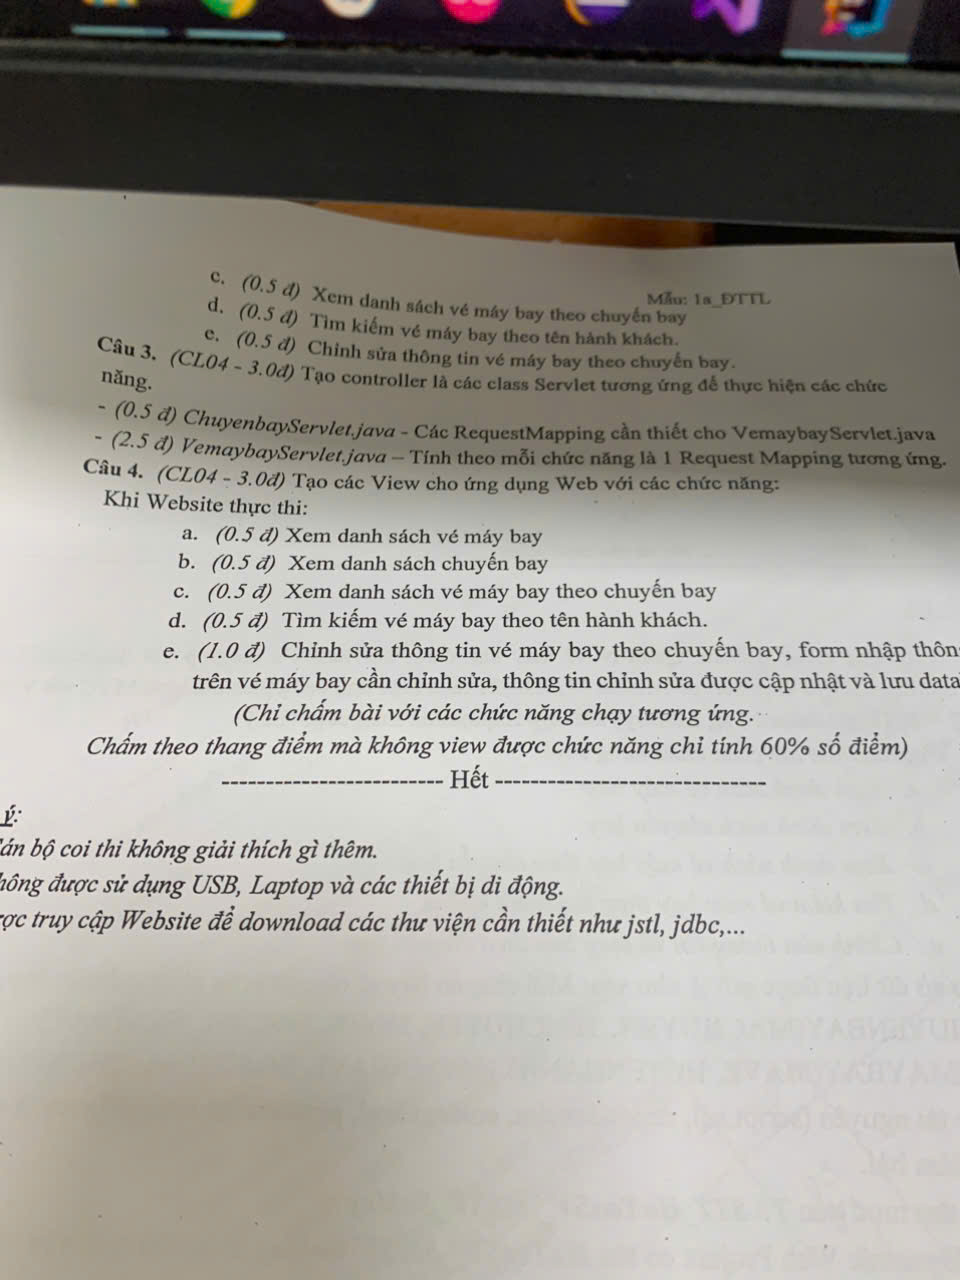 Mẫu: 1a_ĐTTL
c. (0.5 đ) Xem danh sách vé máy bay theo chuyến bay
d. (0.5 đ) Tìm kiếm vé máy bay theo tên hành khách.
e. (0.5 đ) Chỉnh sửa thông tin vé máy bay theo chuyến bay.
Câu 3. (CL04 - 3.0đ) Tạo controller là các class Servlet tương ứng để thực hiện các chức
năng.
- (0.5 đ) ChuyenbayServlet.java - Các RequestMapping cần thiết cho VemaybayServlet.java
- (2.5 đ) VemaybayServlet.java – Tính theo mỗi chức năng là 1 Request Mapping tương ứng.
Câu 4. (CL04 - 3.0đ) Tạo các View cho ứng dụng Web với các chức năng:
Khi Website thực thi:
a. (0.5 đ) Xem danh sách vé máy bay
b. (0.5 đ) Xem danh sách chuyến bay
c. (0.5 đ) Xem danh sách vé máy bay theo chuyến bay
d. (0.5 đ) Tìm kiếm vé máy bay theo tên hành khách.
e. (1.0 đ) Chỉnh sửa thông tin vé máy bay theo chuyến bay, form nhập thôn
trên vé máy bay cần chỉnh sửa, thông tin chỉnh sửa được cập nhật và lưu data
(Chỉ chấm bài với các chức năng chạy tương ứng.
Chấm theo thang điểm mà không view được chức năng chỉ tính 60% số điểm)
------------------------- Hết ------------------------------
ý:
án bộ coi thi không giải thích gì thêm.
hông được sử dụng USB, Laptop và các thiết bị di động.
ợc truy cập Website để download các thư viện cần thiết như jstl, jdbc,...